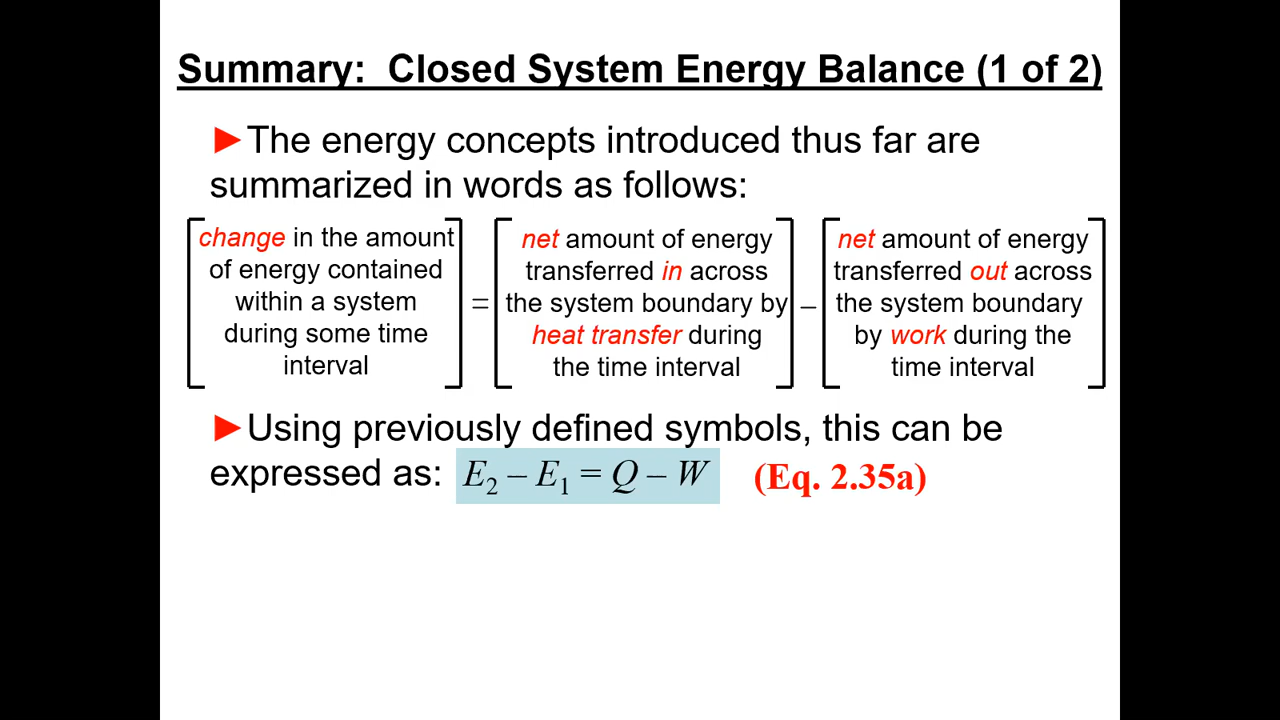 Summary:  Closed System Energy Balance (1 of 2)
►The energy concepts introduced thus far are
summarized in words as follows:
change in the amount
of energy contained
within a system
during some time
interval
=
net amount of energy
transferred in across
the system boundary by
heat transfer during
the time interval
–
net amount of energy
transferred out across
the system boundary
by work during the
time interval
►Using previously defined symbols, this can be
expressed as: E₂ – E₁ = Q – W (Eq. 2.35a)